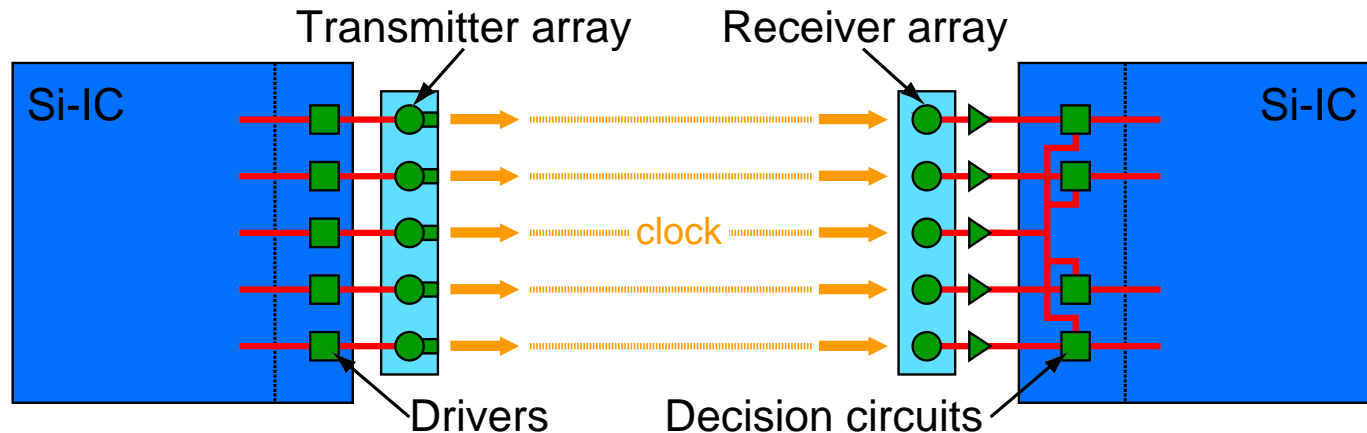 Transmitter array
Receiver array
Si-IC
Si-IC
clock
Drivers
Decision circuits